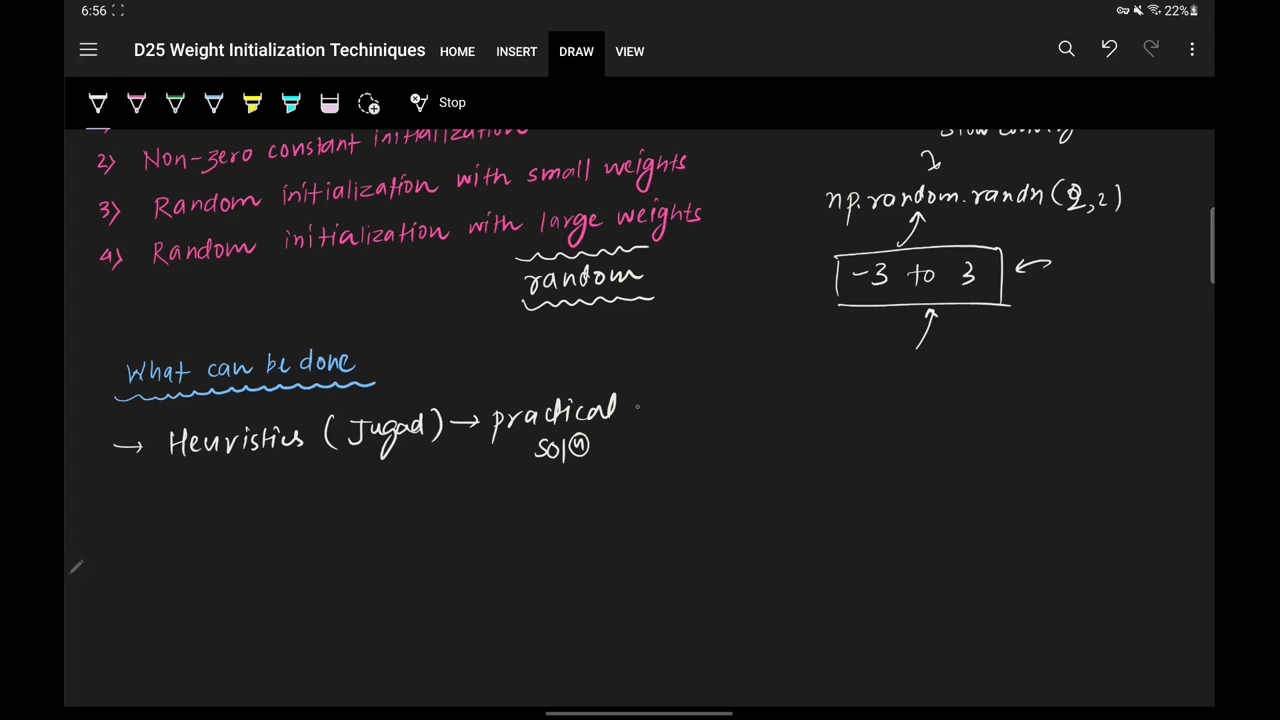 6:56
22%
D25 Weight Initialization Techiniques HOME INSERT DRAW VIEW
Stop
2) Non-zero constant initialization
3) Random initialization with small weights
4) Random initialization with large weights
random
np.random.randn(2,2)
-3 to 3
What can be done
→ Heuristics (Jugad) → practical
sol(n)